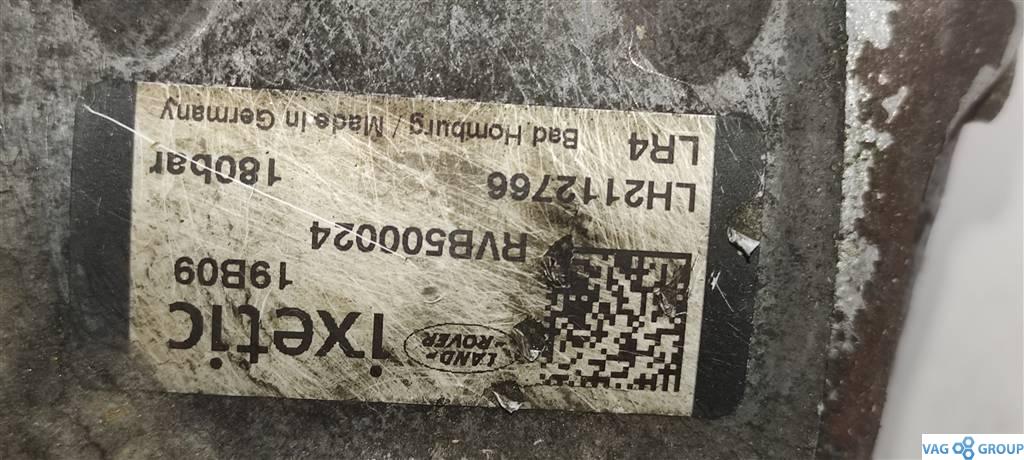 ixetic
LAND-
ROVER
19B09
RVB500024
LH2112766
180bar
LR4
Bad Homburg / Made in Germany
VAG GROUP